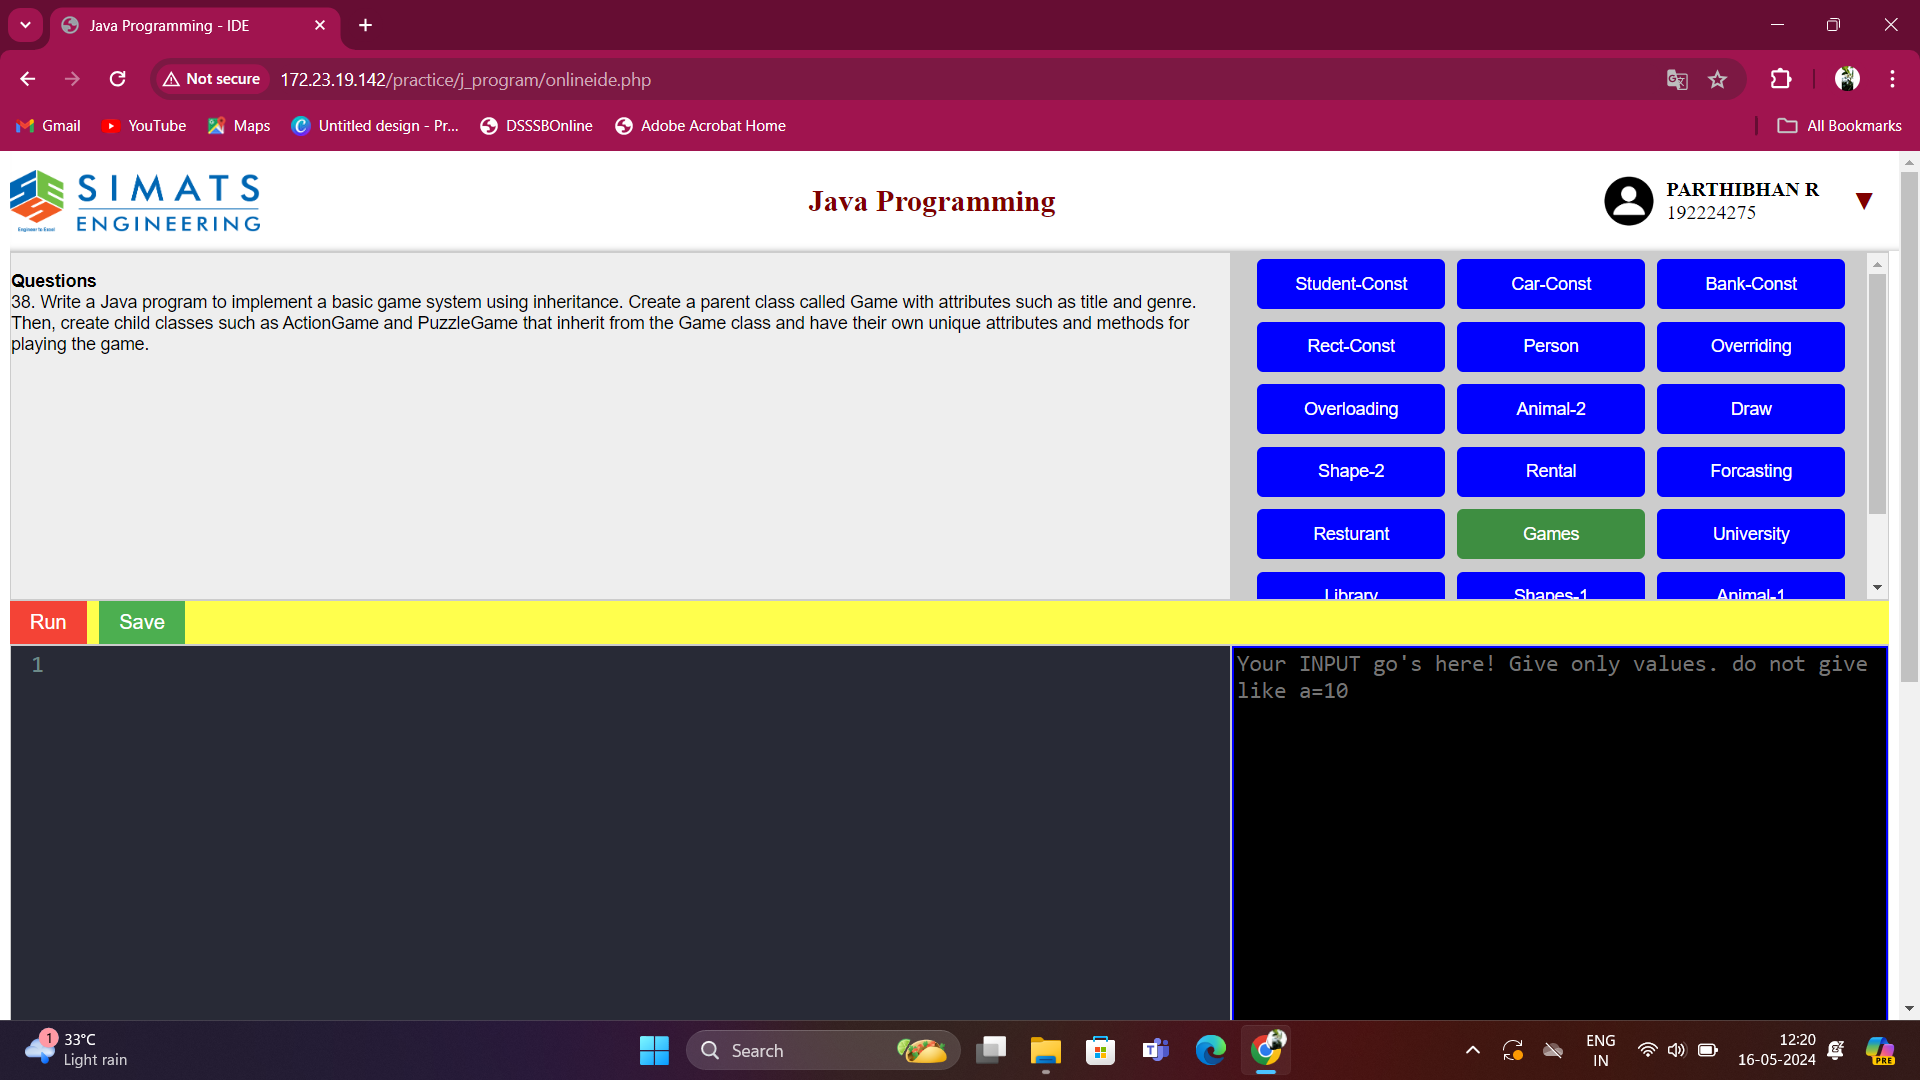 Java Programming - IDE
Not secure
172.23.19.142/practice/j_program/onlineide.php
Gmail
YouTube
Maps
Untitled design - Pr...
DSSSBOnline
Adobe Acrobat Home
All Bookmarks
SIMATS
ENGINEERING
Engineer to Excel
Java Programming
PARTHIBHAN R
192224275
Questions
38. Write a Java program to implement a basic game system using inheritance. Create a parent class called Game with attributes such as title and genre.
Then, create child classes such as ActionGame and PuzzleGame that inherit from the Game class and have their own unique attributes and methods for
playing the game.
Student-Const
Car-Const
Bank-Const
Rect-Const
Person
Overriding
Overloading
Animal-2
Draw
Shape-2
Rental
Forcasting
Resturant
Games
University
Library
Shapes-1
Animal-1
Run
Save
1
Your INPUT go's here! Give only values. do not give
like a=10
1
33°C
Light rain
Search
ENG
IN
12:20
16-05-2024
PRE